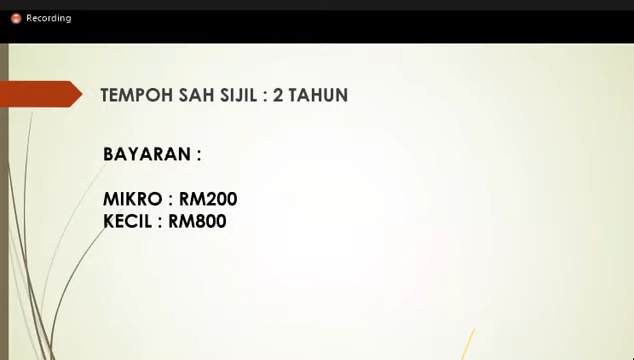 Recording
TEMPOH SAH SIJIL : 2 TAHUN
BAYARAN :
MIKRO : RM200
KECIL : RM800